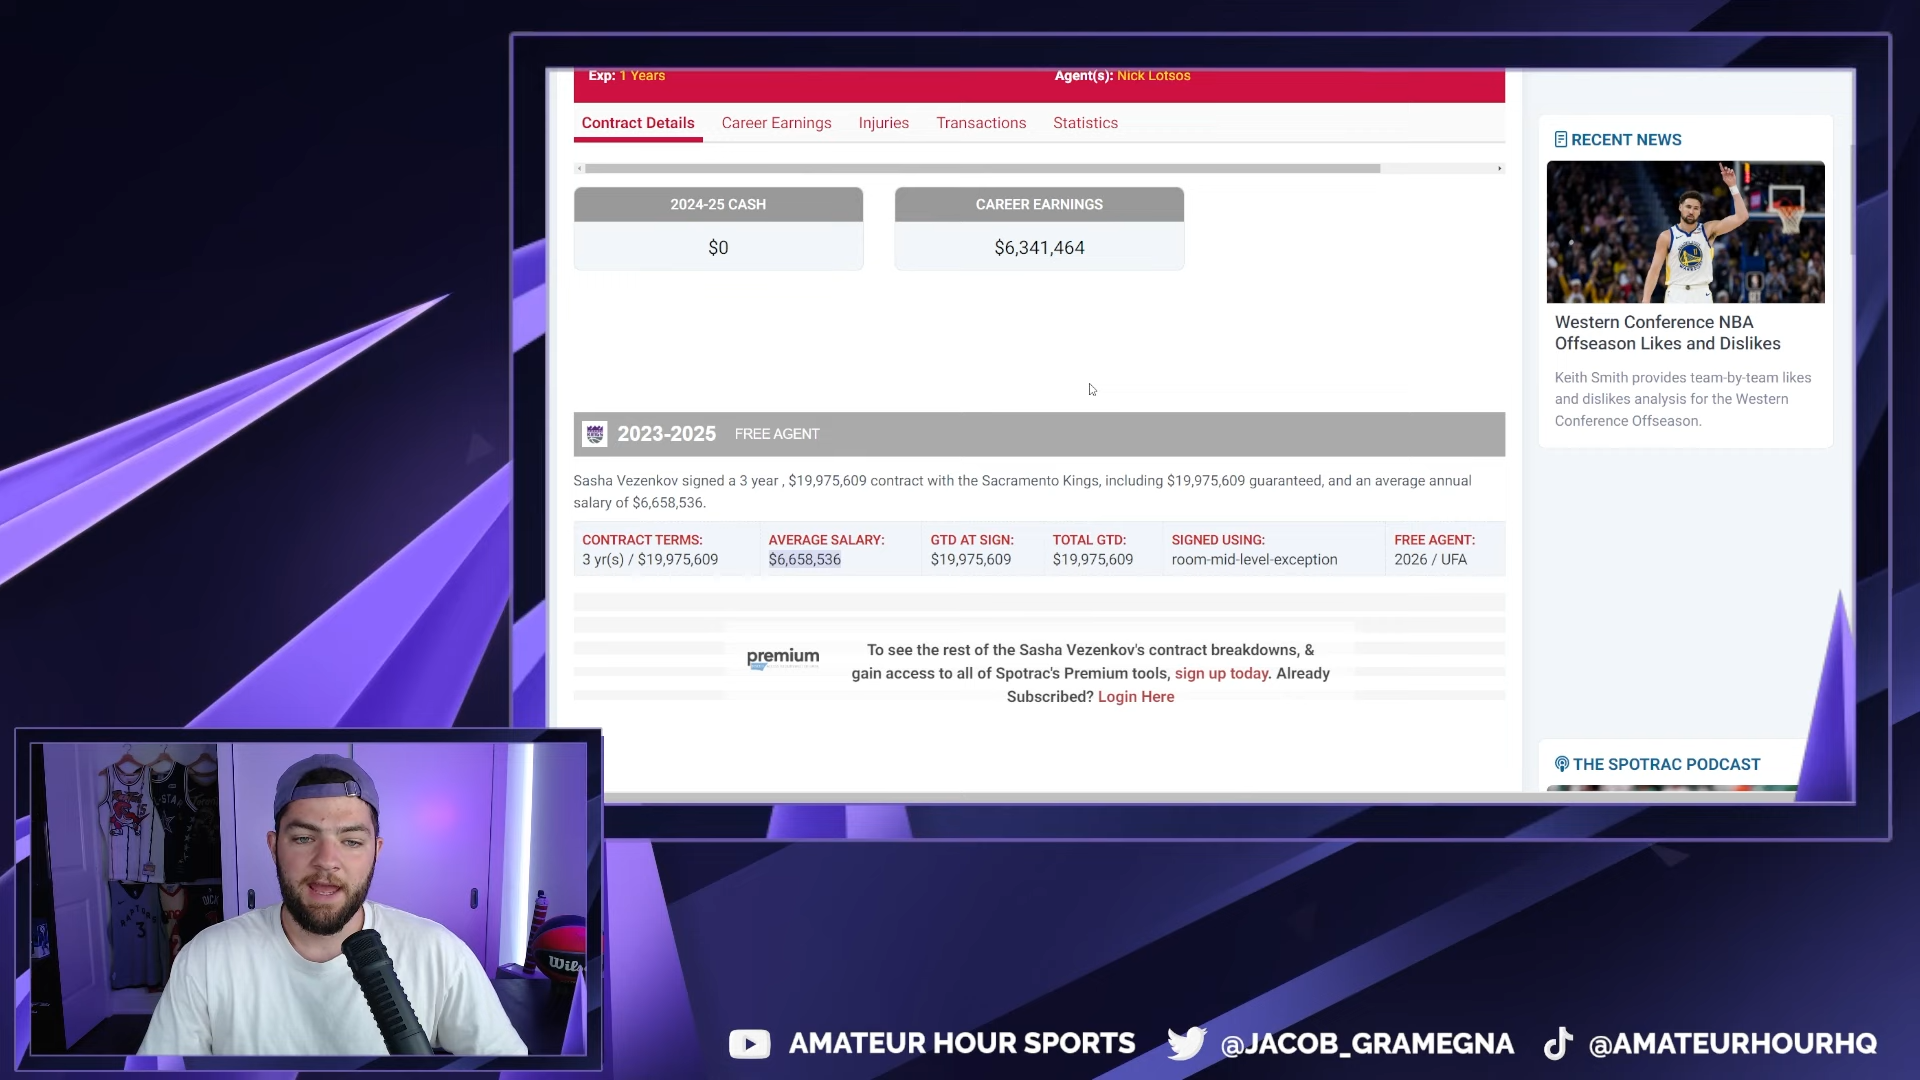 Exp: 1 Years
Agent(s): Nick Lotsos
Contract Details
Career Earnings
Injuries
Transactions
Statistics
2024-25 CASH
$0
CAREER EARNINGS
$6,341,464
2023-2025 FREE AGENT
Sasha Vezenkov signed a 3 year , $19,975,609 contract with the Sacramento Kings, including $19,975,609 guaranteed, and an average annual
salary of $6,658,536.
CONTRACT TERMS:
3 yr(s) / $19,975,609
AVERAGE SALARY:
$6,658,536
GTD AT SIGN:
$19,975,609
TOTAL GTD:
$19,975,609
SIGNED USING:
room-mid-level-exception
FREE AGENT:
2026 / UFA
premium
To see the rest of the Sasha Vezenkov's contract breakdowns, &
gain access to all of Spotrac's Premium tools, sign up today. Already
Subscribed? Login Here
RECENT NEWS
Western Conference NBA
Offseason Likes and Dislikes
Keith Smith provides team-by-team likes
and dislikes analysis for the Western
Conference Offseason.
THE SPOTRAC PODCAST
AMATEUR HOUR SPORTS
@JACOB_GRAMEGNA
@AMATEURHOURHQ